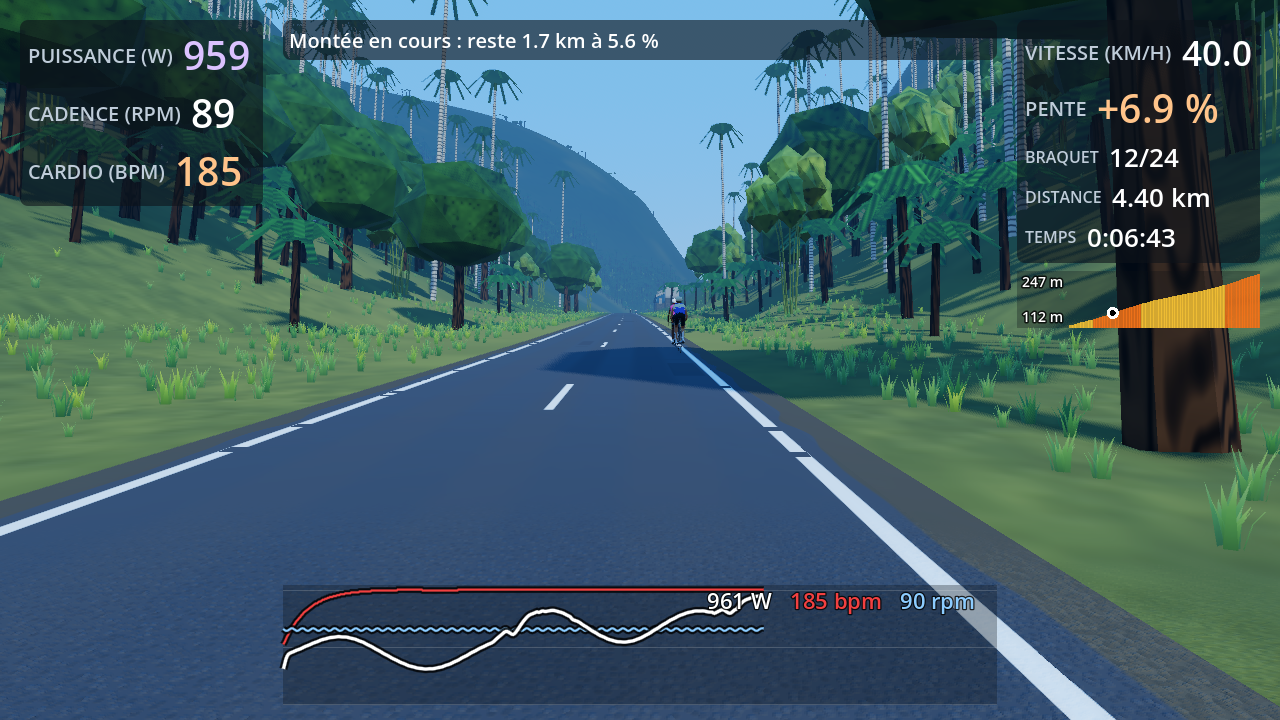 PUISSANCE (W) 959
CADENCE (RPM) 89
CARDIO (BPM) 185
Montée en cours : reste 1.7 km à 5.6 %
VITESSE (KM/H) 40.0
PENTE +6.9 %
BRAQUET 12/24
DISTANCE 4.40 km
TEMPS 0:06:43
247 m
112 m
961 W 185 bpm 90 rpm